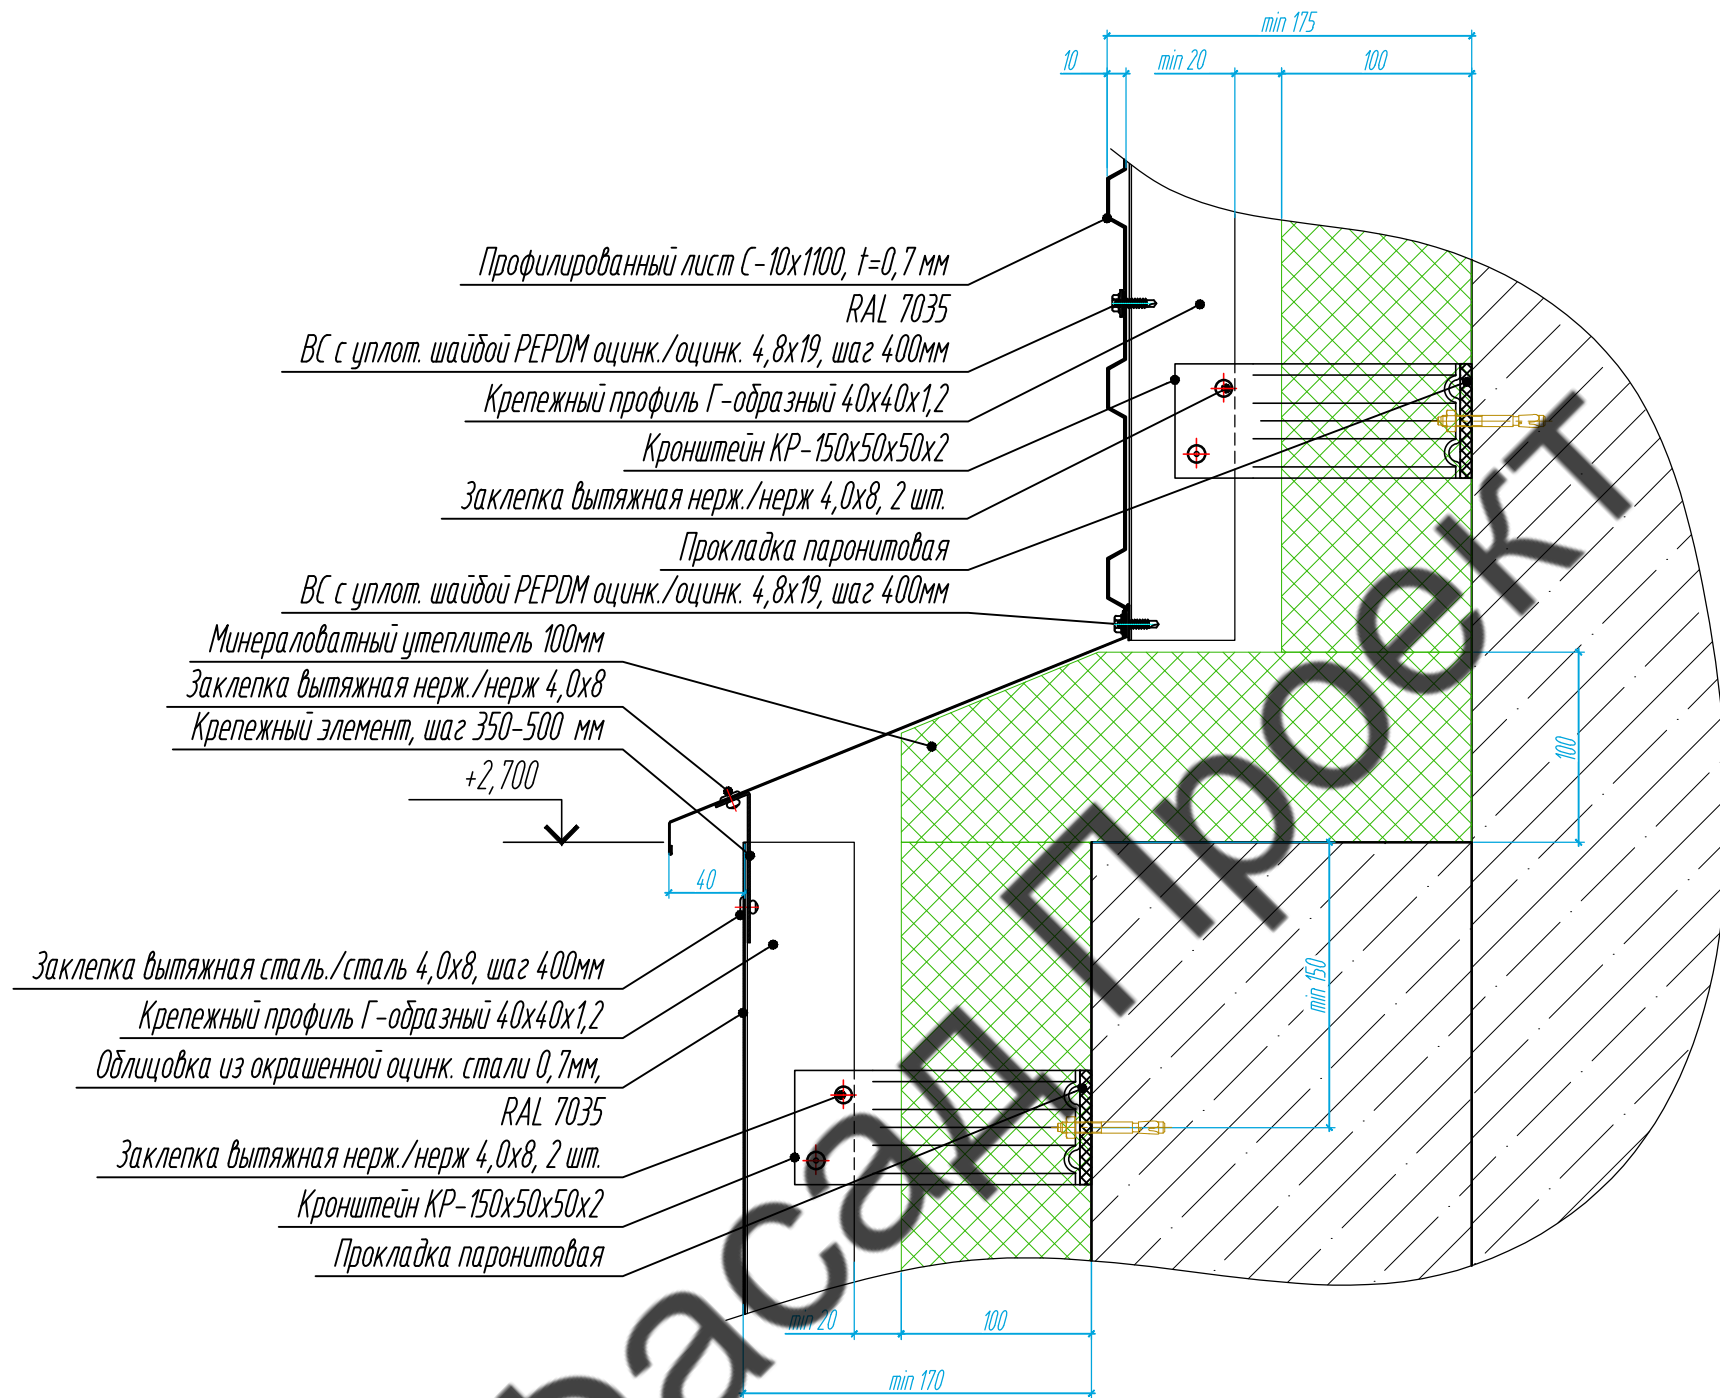 min 175
10
min 20
100
Профилированный лист С-10х1100, t=0,7 мм
RAL 7035
ВС с уплот. шайбой PEPDM оцинк./оцинк. 4,8х19, шаг 400мм
Крепежный профиль Г-образный 40х40х1,2
Кронштейн КР-150х50х50х2
Заклепка вытяжная нерж./нерж 4,0х8, 2 шт.
Прокладка паронитовая
ВС с уплот. шайбой PEPDM оцинк./оцинк. 4,8х19, шаг 400мм
Минераловатный утеплитель 100мм
Заклепка вытяжная нерж./нерж 4,0х8
Крепежный элемент, шаг 350-500 мм
+2,700
100
40
min 150
Заклепка вытяжная сталь./сталь 4,0х8, шаг 400мм
Крепежный профиль Г-образный 40х40х1,2
Облицовка из окрашенной оцинк. стали 0,7мм,
RAL 7035
Заклепка вытяжная нерж./нерж 4,0х8, 2 шт.
Кронштейн КР-150х50х50х2
Прокладка паронитовая
min 20
100
min 170
Проект